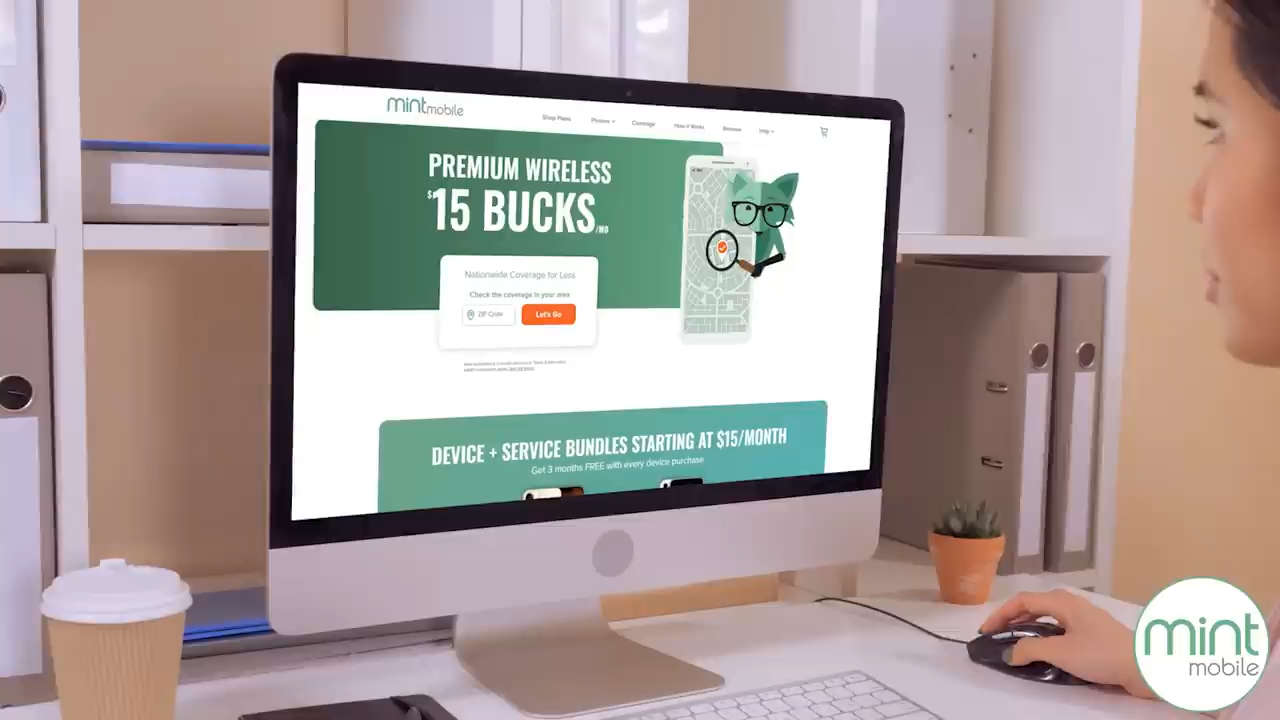 mint mobile
Shop Plans Phones Coverage How it Works Reviews Help
PREMIUM WIRELESS
$15 BUCKS/MO
Nationwide Coverage for Less
Check the coverage in your area
ZIP Code Let's Go
DEVICE + SERVICE BUNDLES STARTING AT $15/MONTH
Get 3 months FREE with every device purchase
mint
mobile